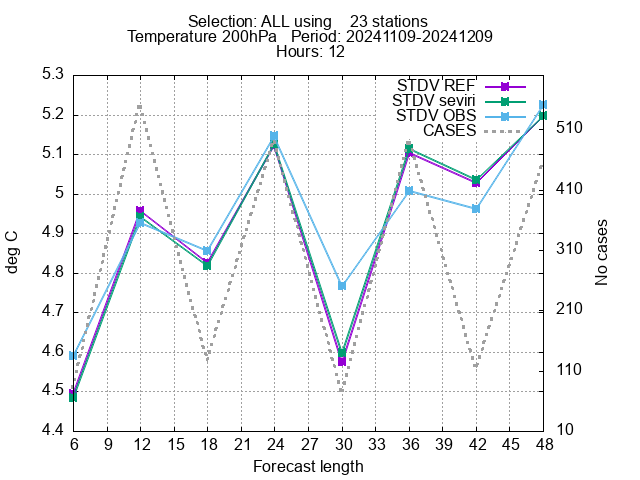 Selection: ALL using    23 stations
Temperature 200hPa   Period: 20241109-20241209
Hours: 12
STDV REF
STDV seviri
STDV OBS
CASES
5.3
5.2
5.1
5
4.9
4.8
4.7
4.6
4.5
4.4
deg C
510
410
310
210
110
10
No cases
6 9 12 15 18 21 24 27 30 33 36 39 42 45 48
Forecast length